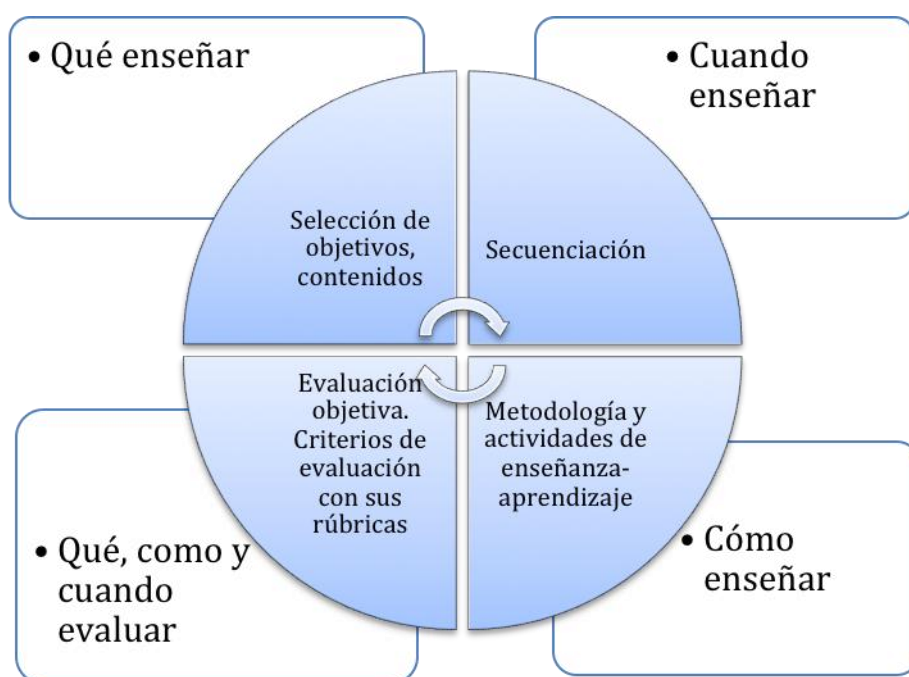 • Qué enseñar
• Cuando
enseñar
Selección de
objetivos,
contenidos
Secuenciación
Evaluación
objetiva.
Criterios de
evaluación
con sus
rúbricas
Metodología y
actividades de
enseñanza-
aprendizaje
• Qué, como y
cuando
evaluar
• Cómo
enseñar